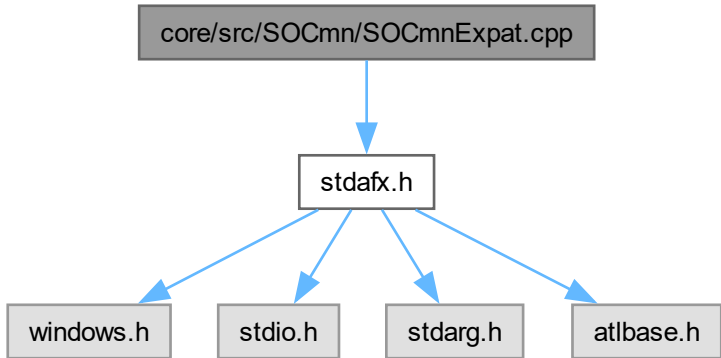 core/src/SOCmn/SOCmnExpat.cpp
stdafx.h
windows.h
stdio.h
stdarg.h
atlbase.h